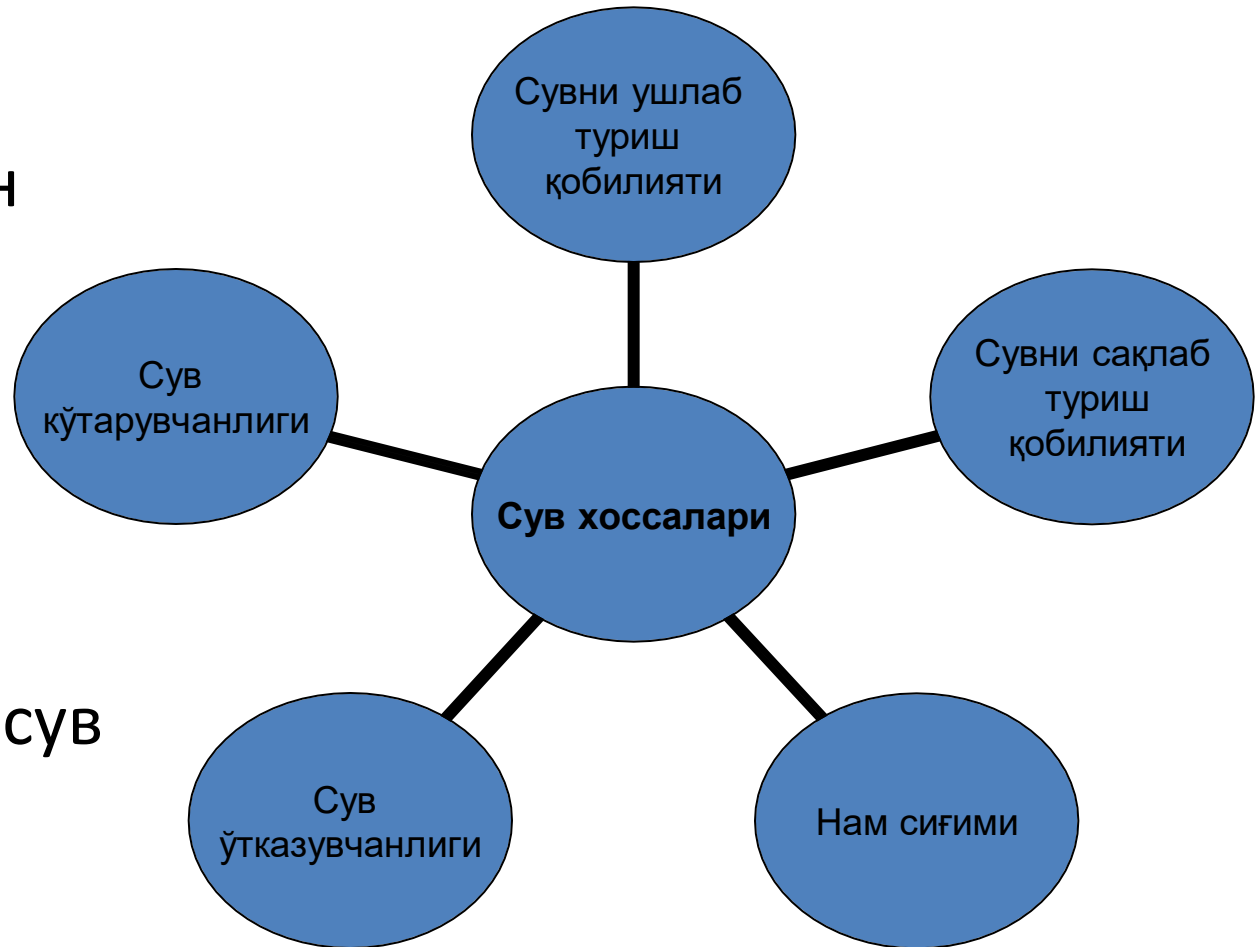 Сувни ушлаб
туриш
қобилияти
н
Сув
кўтарувчанлиги
Сувни сақлаб
туриш
қобилияти
Сув хоссалари
сув
Сув
ўтказувчанлиги
Нам сиғими